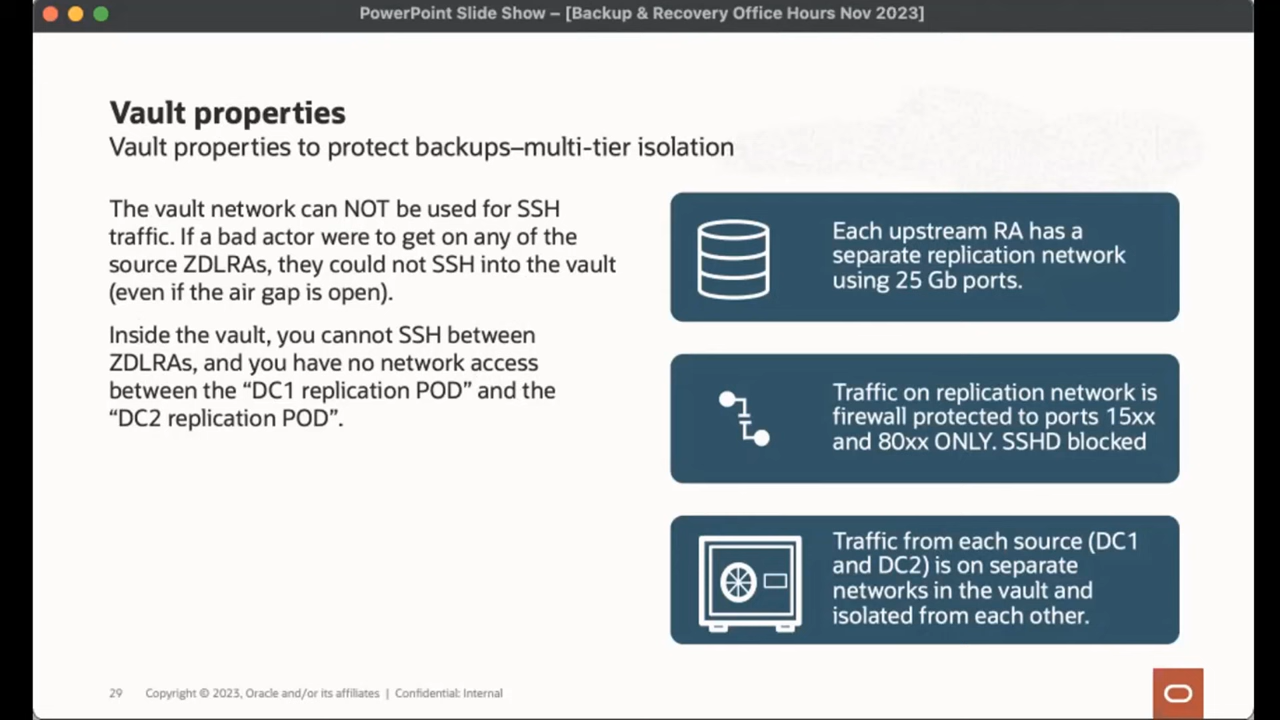 PowerPoint Slide Show – [Backup & Recovery Office Hours Nov 2023]
Vault properties
Vault properties to protect backups–multi-tier isolation
The vault network can NOT be used for SSH
traffic. If a bad actor were to get on any of the
source ZDLRAs, they could not SSH into the vault
(even if the air gap is open).
Inside the vault, you cannot SSH between
ZDLRAs, and you have no network access
between the “DC1 replication POD” and the
“DC2 replication POD”.
Each upstream RA has a
separate replication network
using 25 Gb ports.
Traffic on replication network is
firewall protected to ports 15xx
and 80xx ONLY. SSHD blocked
Traffic from each source (DC1
and DC2) is on separate
networks in the vault and
isolated from each other.
29 Copyright © 2023, Oracle and/or its affiliates | Confidential: Internal